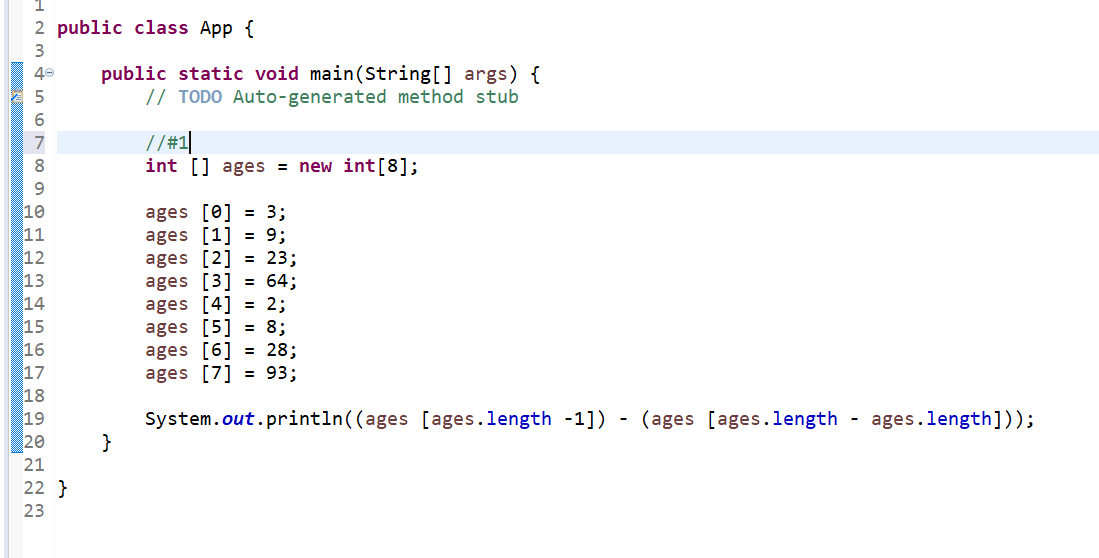 1
2 public class App {
3
4 public static void main(String[] args) {
5 // TODO Auto-generated method stub
6
7 //#1
8 int [] ages = new int[8];
9
10 ages [0] = 3;
11 ages [1] = 9;
12 ages [2] = 23;
13 ages [3] = 64;
14 ages [4] = 2;
15 ages [5] = 8;
16 ages [6] = 28;
17 ages [7] = 93;
18
19 System.out.println((ages [ages.length -1]) - (ages [ages.length - ages.length]));
20 }
21
22 }
23